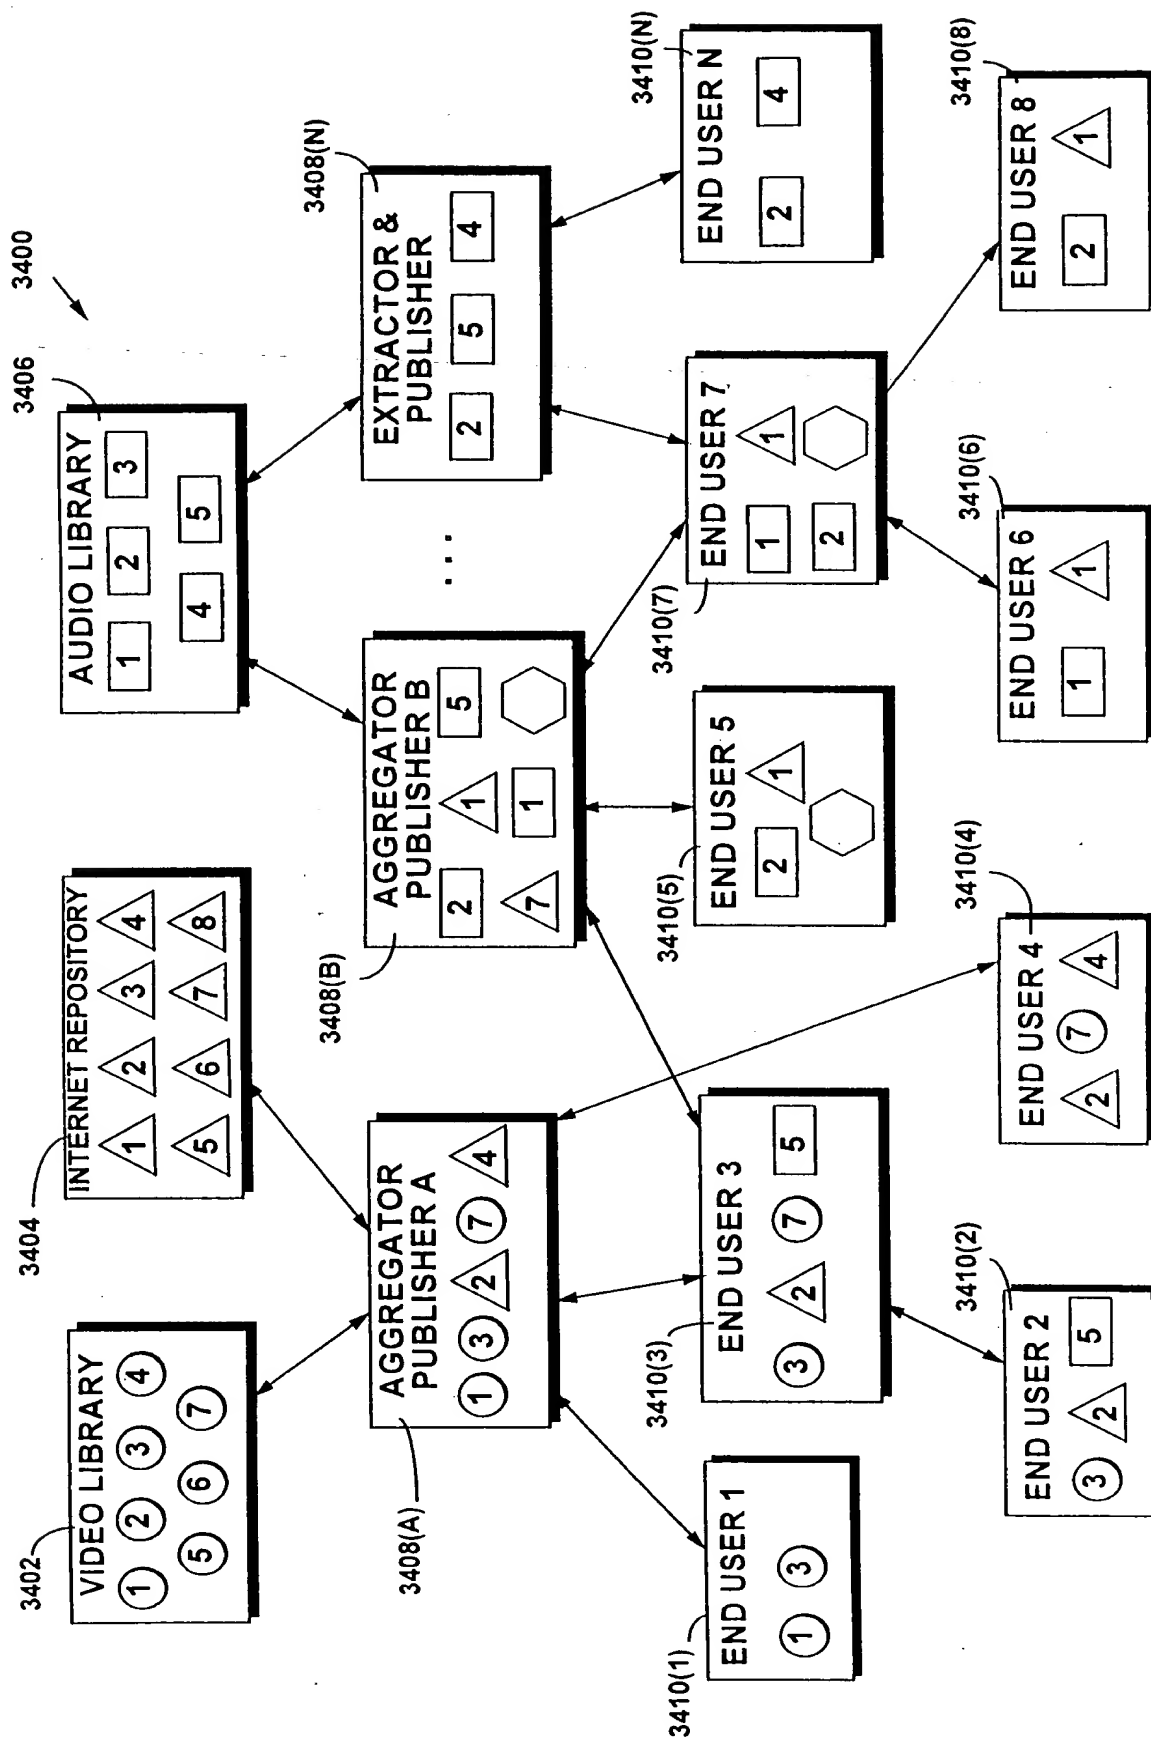 3400
3402
VIDEO LIBRARY
1 2 3 4
5 6 7
3404
INTERNET REPOSITORY
1 2 3 4
5 6 7 8
3406
AUDIO LIBRARY
1 2 3
4 5
3408(A)
AGGREGATOR
PUBLISHER A
1 3 2 7 4
3408(B)
AGGREGATOR
PUBLISHER B
2 1 5
7 1
...
3408(N)
EXTRACTOR &
PUBLISHER
2 5 4
3410(1)
END USER 1
1 3
3410(3)
END USER 3
3 2 7 5
3410(5)
END USER 5
2 1
3410(7)
END USER 7
1 1
2
3410(N)
END USER N
2 4
3410(2)
END USER 2
3 2 5
3410(4)
END USER 4
2 7 4
3410(6)
END USER 6
1 1
3410(8)
END USER 8
2 1